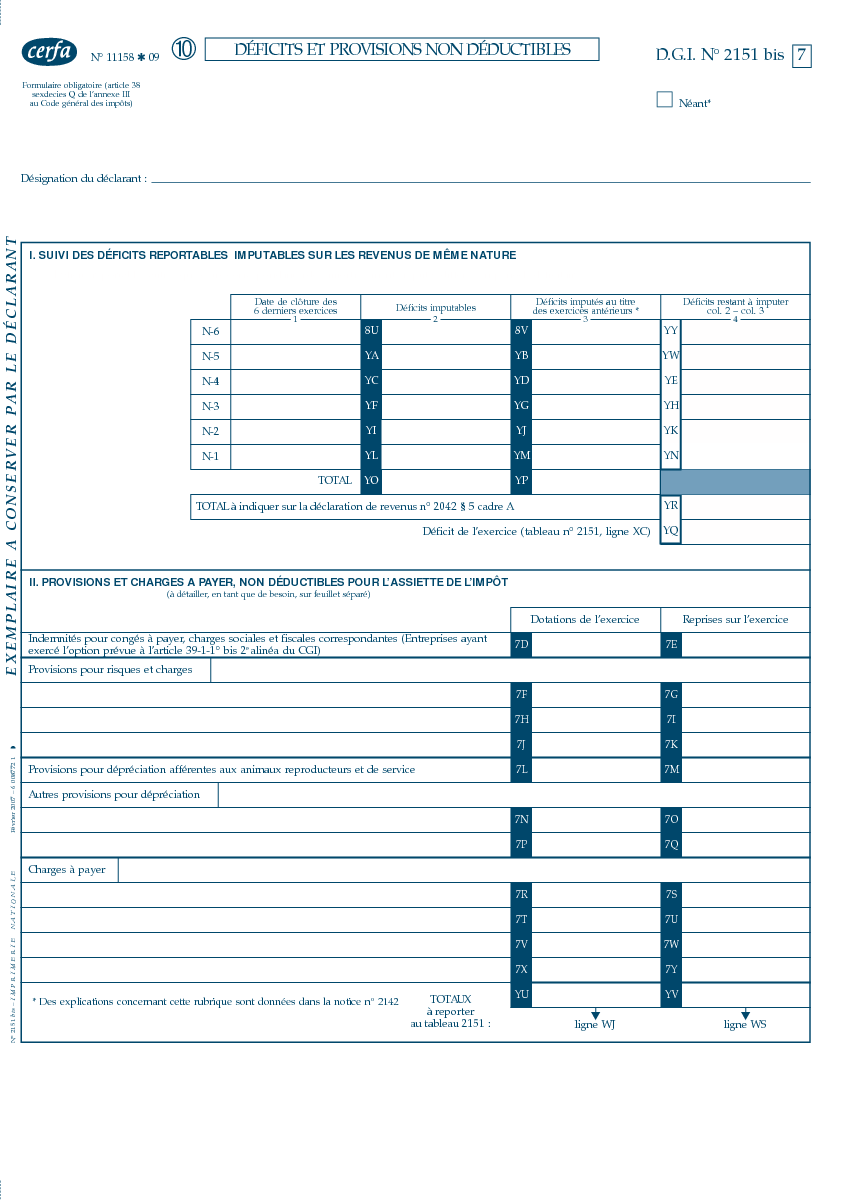 cerfa
N° 11158 ✱ 09
⑩
DÉFICITS ET PROVISIONS NON DÉDUCTIBLES
D.G.I. N° 2151 bis 7
Formulaire obligatoire (article 38
sexdecies Q de l'annexe III
au Code général des impôts)
Néant*
Désignation du déclarant :
EXEMPLAIRE A CONSERVER PAR LE DÉCLARANT
I. SUIVI DES DÉFICITS REPORTABLES IMPUTABLES SUR LES REVENUS DE MÊME NATURE
Date de clôture des
6 derniers exercices
1
Déficits imputables
2
Déficits imputés au titre
des exercices antérieurs *
3
Déficits restant à imputer
col. 2 – col. 3
4
N-6 8U 8V YY
N-5 YA YB YW
N-4 YC YD YE
N-3 YF YG YH
N-2 YI YJ YK
N-1 YL YM YN
TOTAL YO YP
TOTAL à indiquer sur la déclaration de revenus n° 2042 § 5 cadre A YR
Déficit de l'exercice (tableau n° 2151, ligne XC) YQ
II. PROVISIONS ET CHARGES A PAYER, NON DÉDUCTIBLES POUR L'ASSIETTE DE L'IMPÔT
(à détailler, en tant que de besoin, sur feuillet séparé)
Dotations de l'exercice Reprises sur l'exercice
Indemnités pour congés à payer, charges sociales et fiscales correspondantes (Entreprises ayant
exercé l'option prévue à l'article 39-1-1° bis 2e alinéa du CGI) 7D 7E
Provisions pour risques et charges
7F 7G
7H 7I
7J 7K
Provisions pour dépréciation afférentes aux animaux reproducteurs et de service 7L 7M
Autres provisions pour dépréciation
7N 7O
7P 7Q
Charges à payer
7R 7S
7T 7U
7V 7W
7X 7Y
YU YV
* Des explications concernant cette rubrique sont données dans la notice n° 2142
TOTAUX
à reporter
au tableau 2151 :
ligne WJ ligne WS
N° 2151 bis – IMPRIMERIE NATIONALE